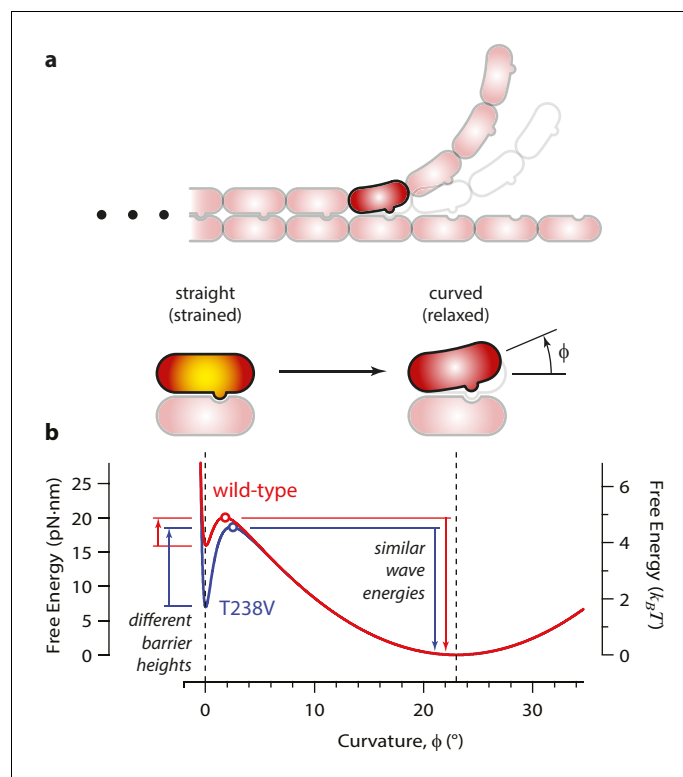 a
straight
(strained)
curved
(relaxed)
ϕ
b
Free Energy (pN·nm)
25
20
15
10
5
0
wild-type
T238V
different
barrier
heights
similar
wave
energies
6
4
2
0
Free Energy (k_BT)
0
10
20
30
Curvature, ϕ (°)